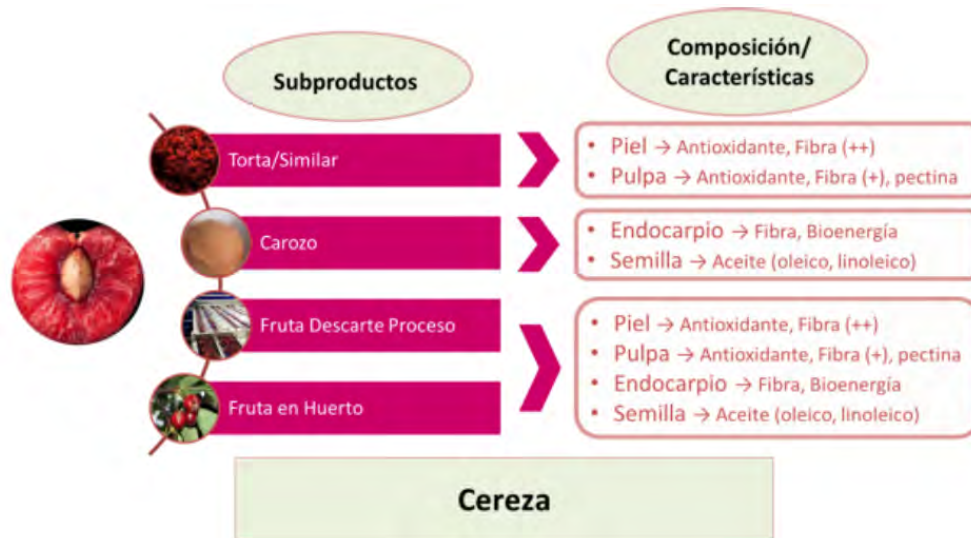 Subproductos
Composición/
Características
Torta/Similar
• Piel → Antioxidante, Fibra (++)
• Pulpa → Antioxidante, Fibra (+), pectina
Carozo
• Endocarpio → Fibra, Bioenergía
• Semilla → Aceite (oleico, linoleico)
Fruta Descarte Proceso
Fruta en Huerto
• Piel → Antioxidante, Fibra (++)
• Pulpa → Antioxidante, Fibra (+), pectina
• Endocarpio → Fibra, Bioenergía
• Semilla → Aceite (oleico, linoleico)
Cereza